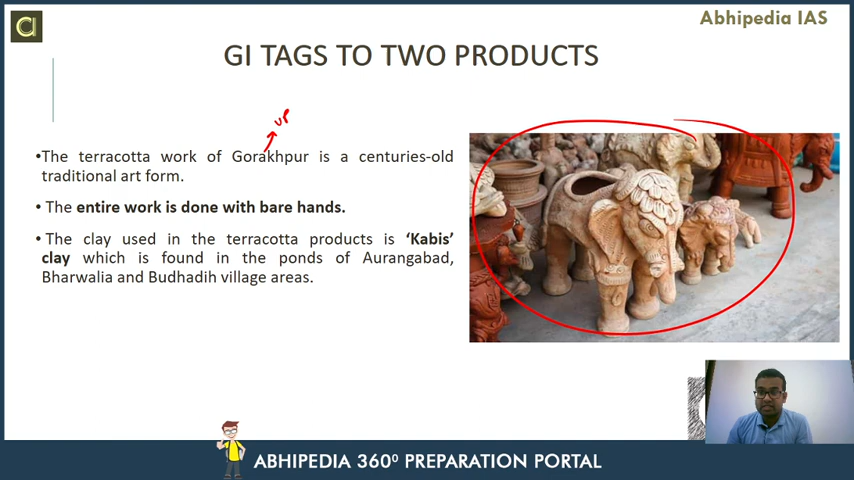 Abhipedia IAS
GI TAGS TO TWO PRODUCTS
UP
•The terracotta work of Gorakhpur is a centuries-old
traditional art form.
• The entire work is done with bare hands.
• The clay used in the terracotta products is ‘Kabis’
clay which is found in the ponds of Aurangabad,
Bharwalia and Budhadih village areas.
ABHIPEDIA 360⁰ PREPARATION PORTAL